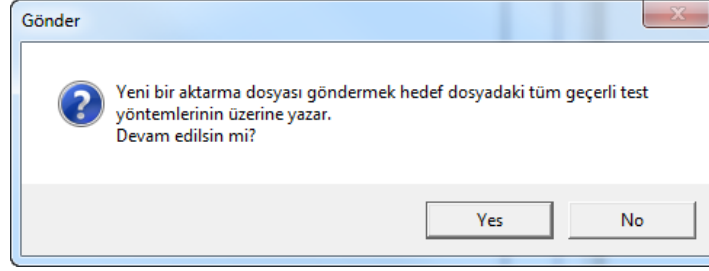 Gönder
Yeni bir aktarma dosyası göndermek hedef dosyadaki tüm geçerli test
yöntemlerinin üzerine yazar.
Devam edilsin mi?
Yes No